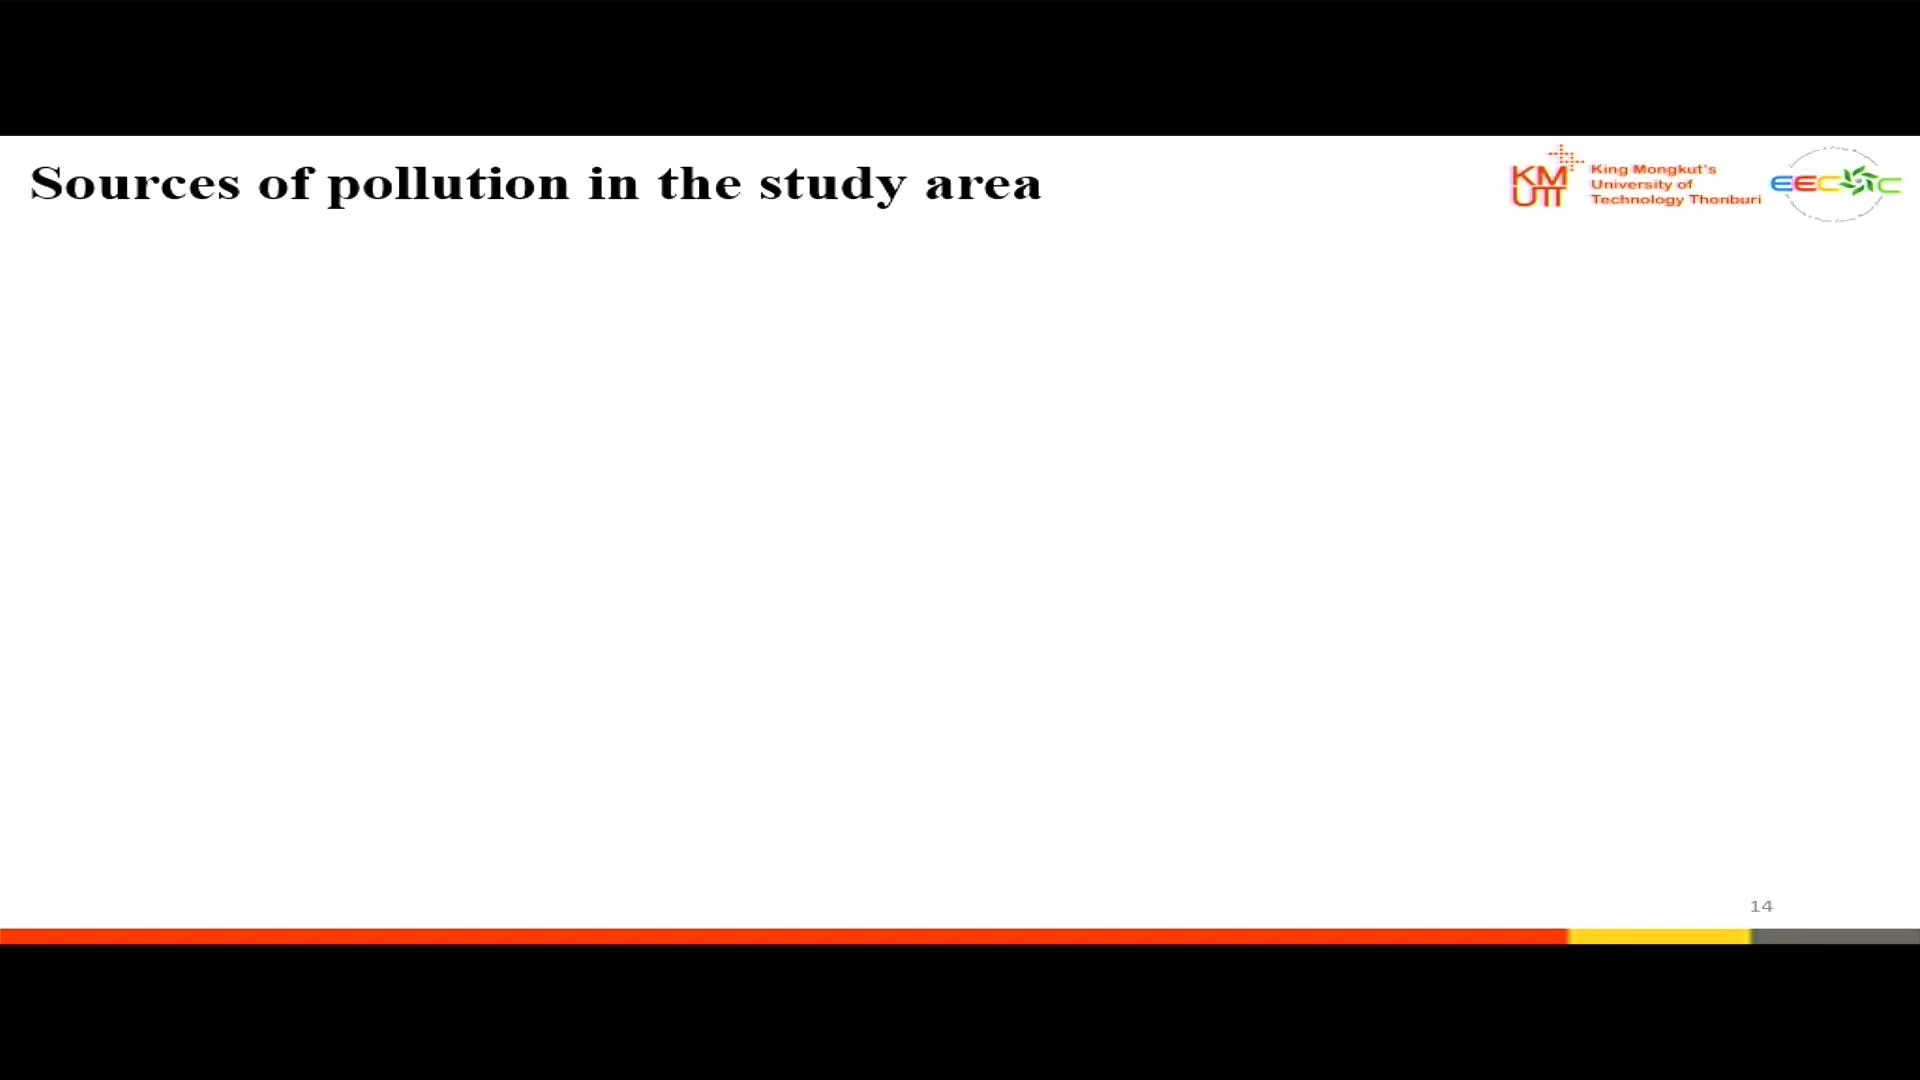 Sources of pollution in the study area
KM
UTT
King Mongkut's
University of
Technology Thonburi
14